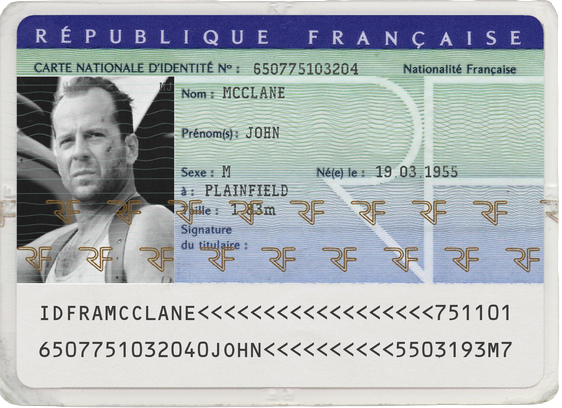 RÉPUBLIQUE FRANÇAISE
CARTE NATIONALE D'IDENTITÉ Nº : 650775103204 Nationalité Française
Nom : MCCLANE
Prénom(s) : JOHN
Sexe : M Né(e) le : 19.03.1955
à : PLAINFIELD
Taille : 1,83m
Signature
du titulaire :
RF RF RF RF RF RF RF RF
RF RF RF RF RF RF RF RF RF
IDFRAMCCLANE<<<<<<<<<<<<<<<<<<751101
6507751032040JOHN<<<<<<<<<<5503193M7